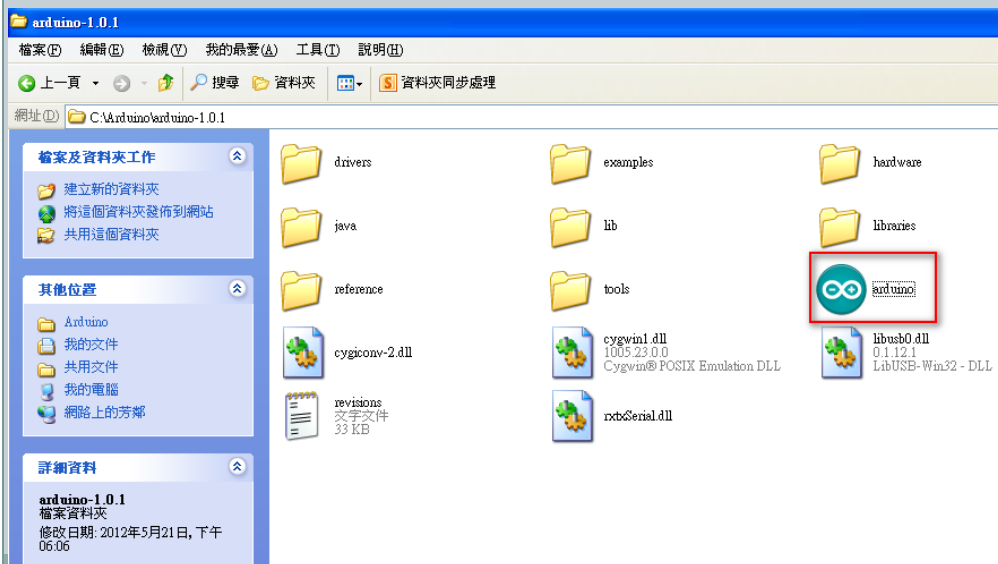 arduino-1.0.1
檔案(F) 編輯(E) 檢視(V) 我的最愛(A) 工具(T) 說明(H)
上一頁 搜尋 資料夾 資料夾同步處理
網址(D) C:\Arduino\arduino-1.0.1
檔案及資料夾工作
建立新的資料夾
將這個資料夾發佈到網站
共用這個資料夾
其他位置
Arduino
我的文件
共用文件
我的電腦
網路上的芳鄰
詳細資料
arduino-1.0.1
檔案資料夾
修改日期: 2012年5月21日, 下午
06:06
drivers
examples
hardware
java
lib
libraries
reference
tools
arduino
cygiconv-2.dll
cygwin1.dll
1005.23.0.0
Cygwin® POSIX Emulation DLL
libusb0.dll
0.1.12.1
LibUSB-Win32 - DLL
revisions
文字文件
33 KB
rxtxSerial.dll